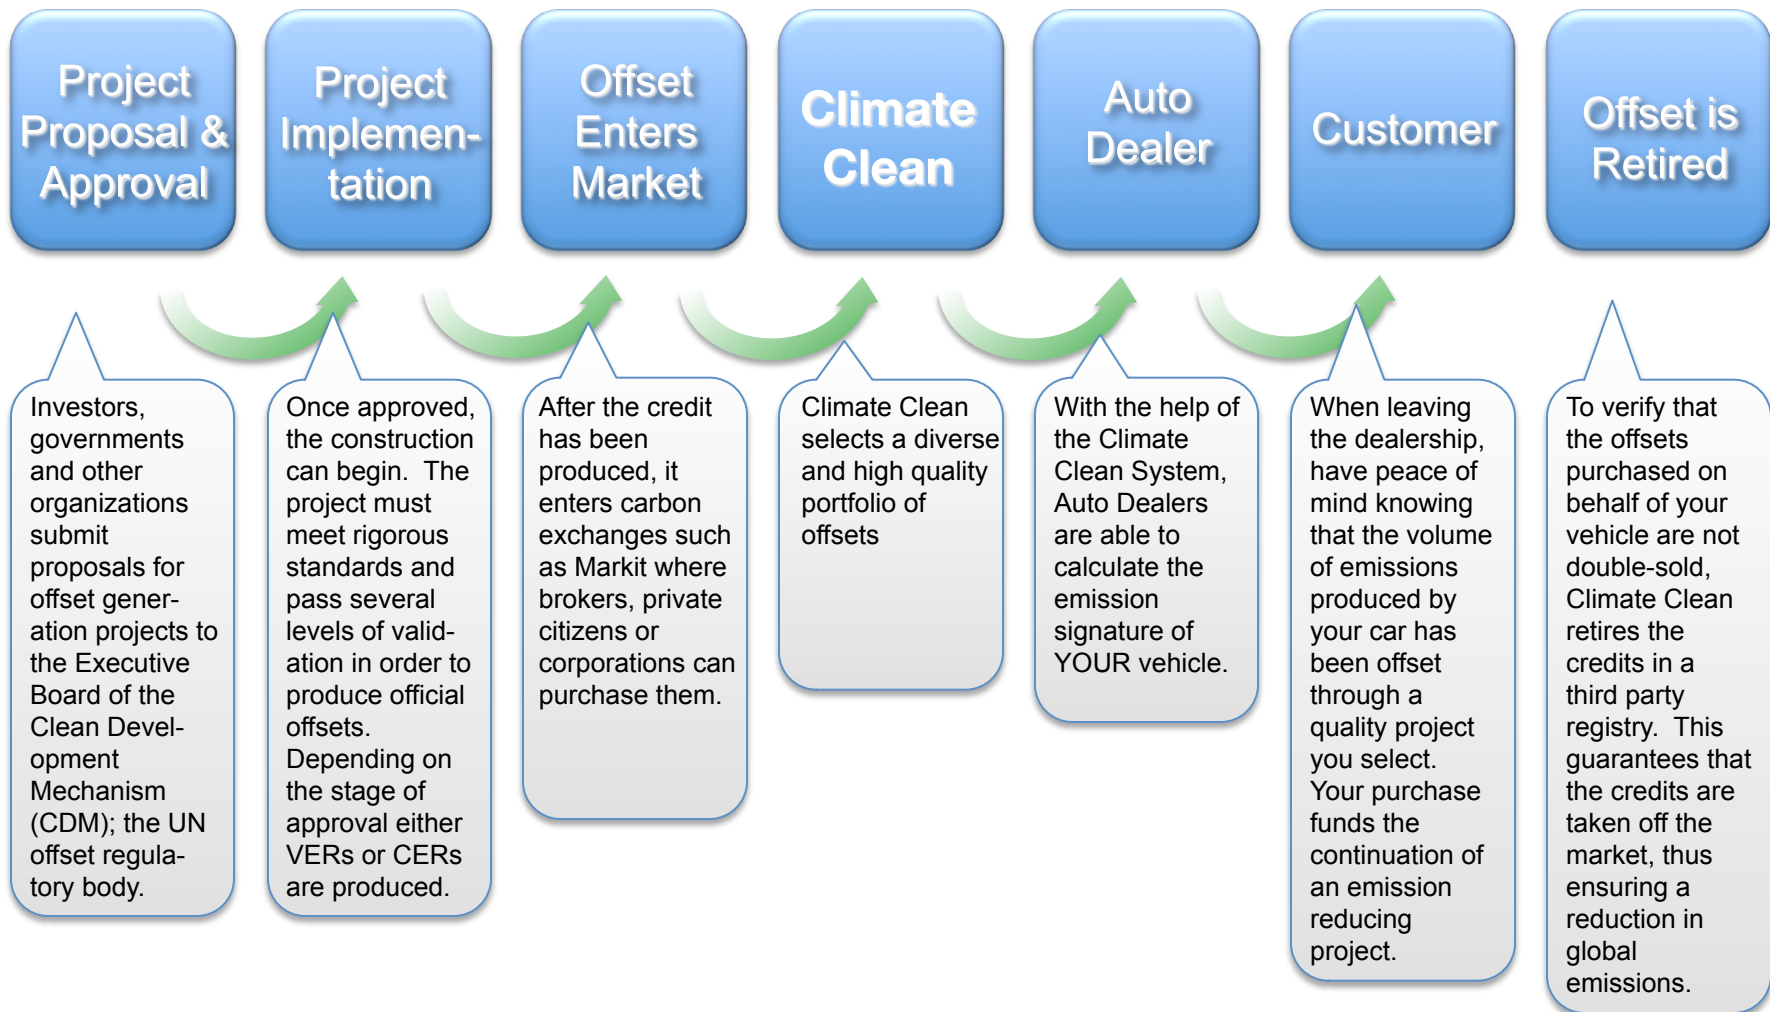 Project
Proposal &
Approval
Project
Implemen-
tation
Offset
Enters
Market
Climate
Clean
Auto
Dealer
Customer
Offset is
Retired
Investors,
governments
and other
organizations
submit
proposals for
offset gener-
ation projects to
the Executive
Board of the
Clean Devel-
opment
Mechanism
(CDM); the UN
offset regula-
tory body.
Once approved,
the construction
can begin.  The
project must
meet rigorous
standards and
pass several
levels of valid-
ation in order to
produce official
offsets.
Depending on
the stage of
approval either
VERs or CERs
are produced.
After the credit
has been
produced, it
enters carbon
exchanges such
as Markit where
brokers, private
citizens or
corporations can
purchase them.
Climate Clean
selects a diverse
and high quality
portfolio of
offsets
With the help of
the Climate
Clean System,
Auto Dealers
are able to
calculate the
emission
signature of
YOUR vehicle.
When leaving
the dealership,
have peace of
mind knowing
that the volume
of emissions
produced by
your car has
been offset
through a
quality project
you select.
Your purchase
funds the
continuation of
an emission
reducing
project.
To verify that
the offsets
purchased on
behalf of your
vehicle are not
double-sold,
Climate Clean
retires the
credits in a
third party
registry.  This
guarantees that
the credits are
taken off the
market, thus
ensuring a
reduction in
global
emissions.